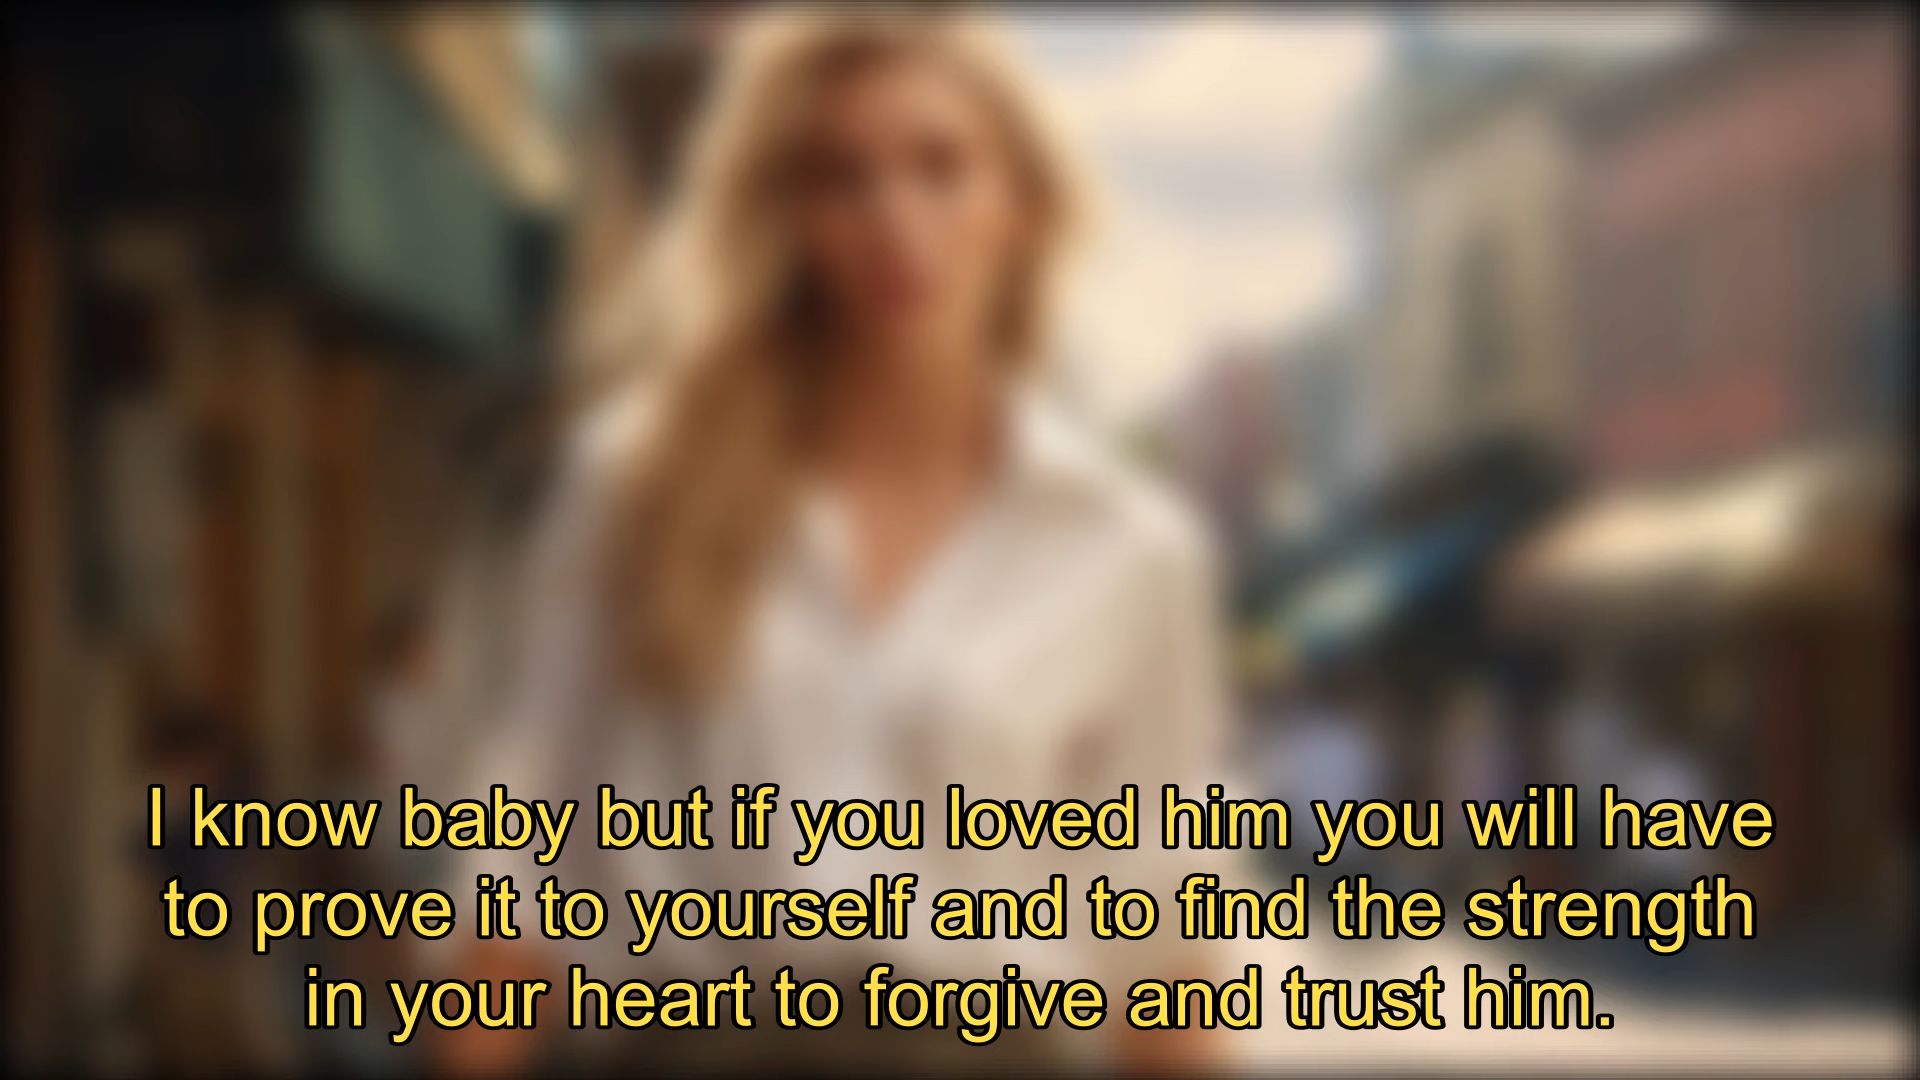 I know baby but if you loved him you will have
to prove it to yourself and to find the strength
in your heart to forgive and trust him.